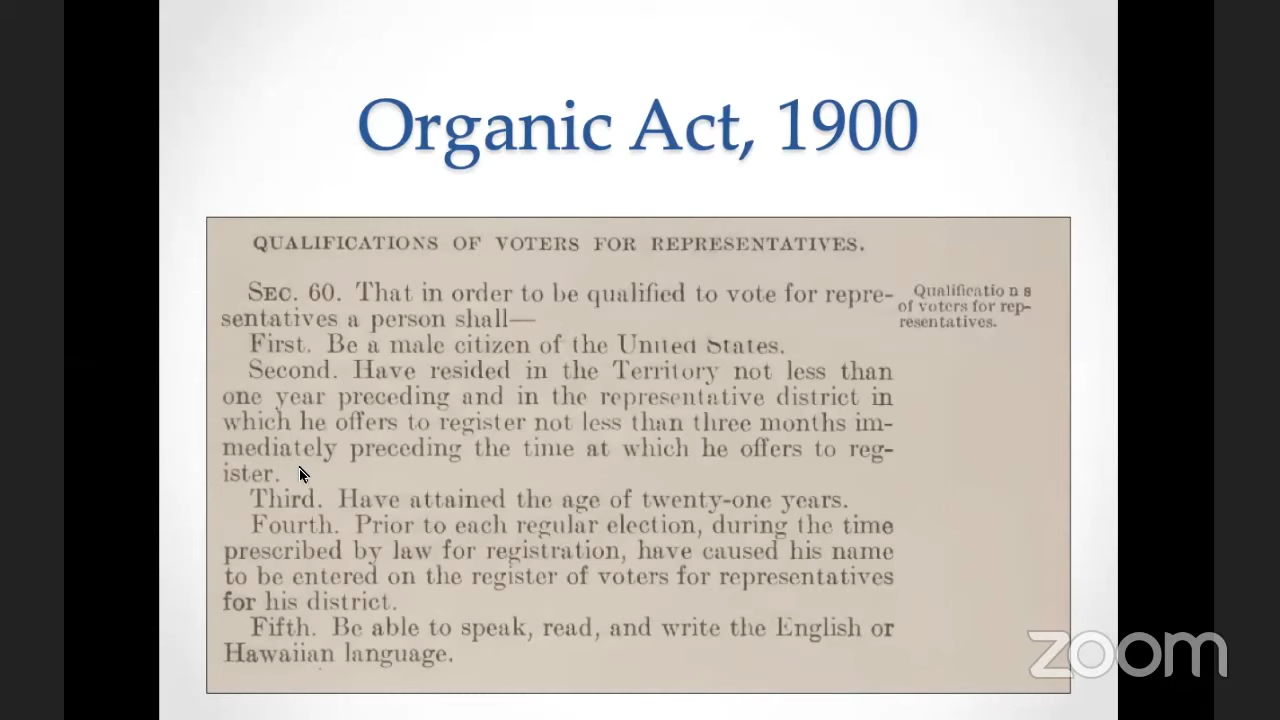 Organic Act, 1900
QUALIFICATIONS OF VOTERS FOR REPRESENTATIVES.
SEC. 60. That in order to be qualified to vote for repre-
sentatives a person shall—
First. Be a male citizen of the United States.
Second. Have resided in the Territory not less than
one year preceding and in the representative district in
which he offers to register not less than three months im-
mediately preceding the time at which he offers to reg-
ister.
Third. Have attained the age of twenty-one years.
Fourth. Prior to each regular election, during the time
prescribed by law for registration, have caused his name
to be entered on the register of voters for representatives
for his district.
Fifth. Be able to speak, read, and write the English or
Hawaiian language.
Qualifications
of voters for rep-
resentatives.
zoom